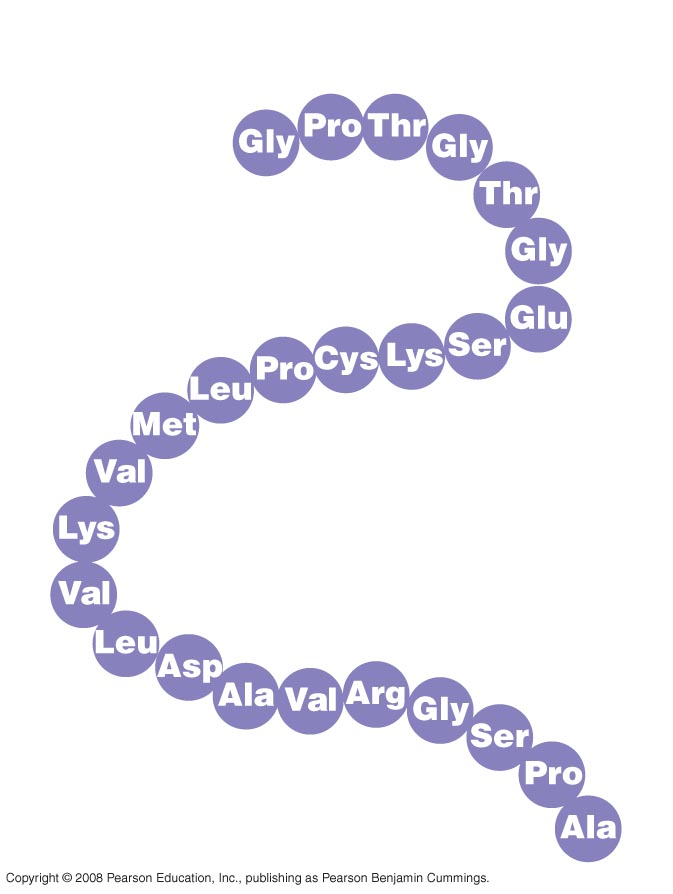 Gly
Pro
Thr
Gly
Thr
Gly
Glu
Ser
Lys
Cys
Pro
Leu
Met
Val
Lys
Val
Leu
Asp
Ala
Val
Arg
Gly
Ser
Pro
Ala
Copyright © 2008 Pearson Education, Inc., publishing as Pearson Benjamin Cummings.